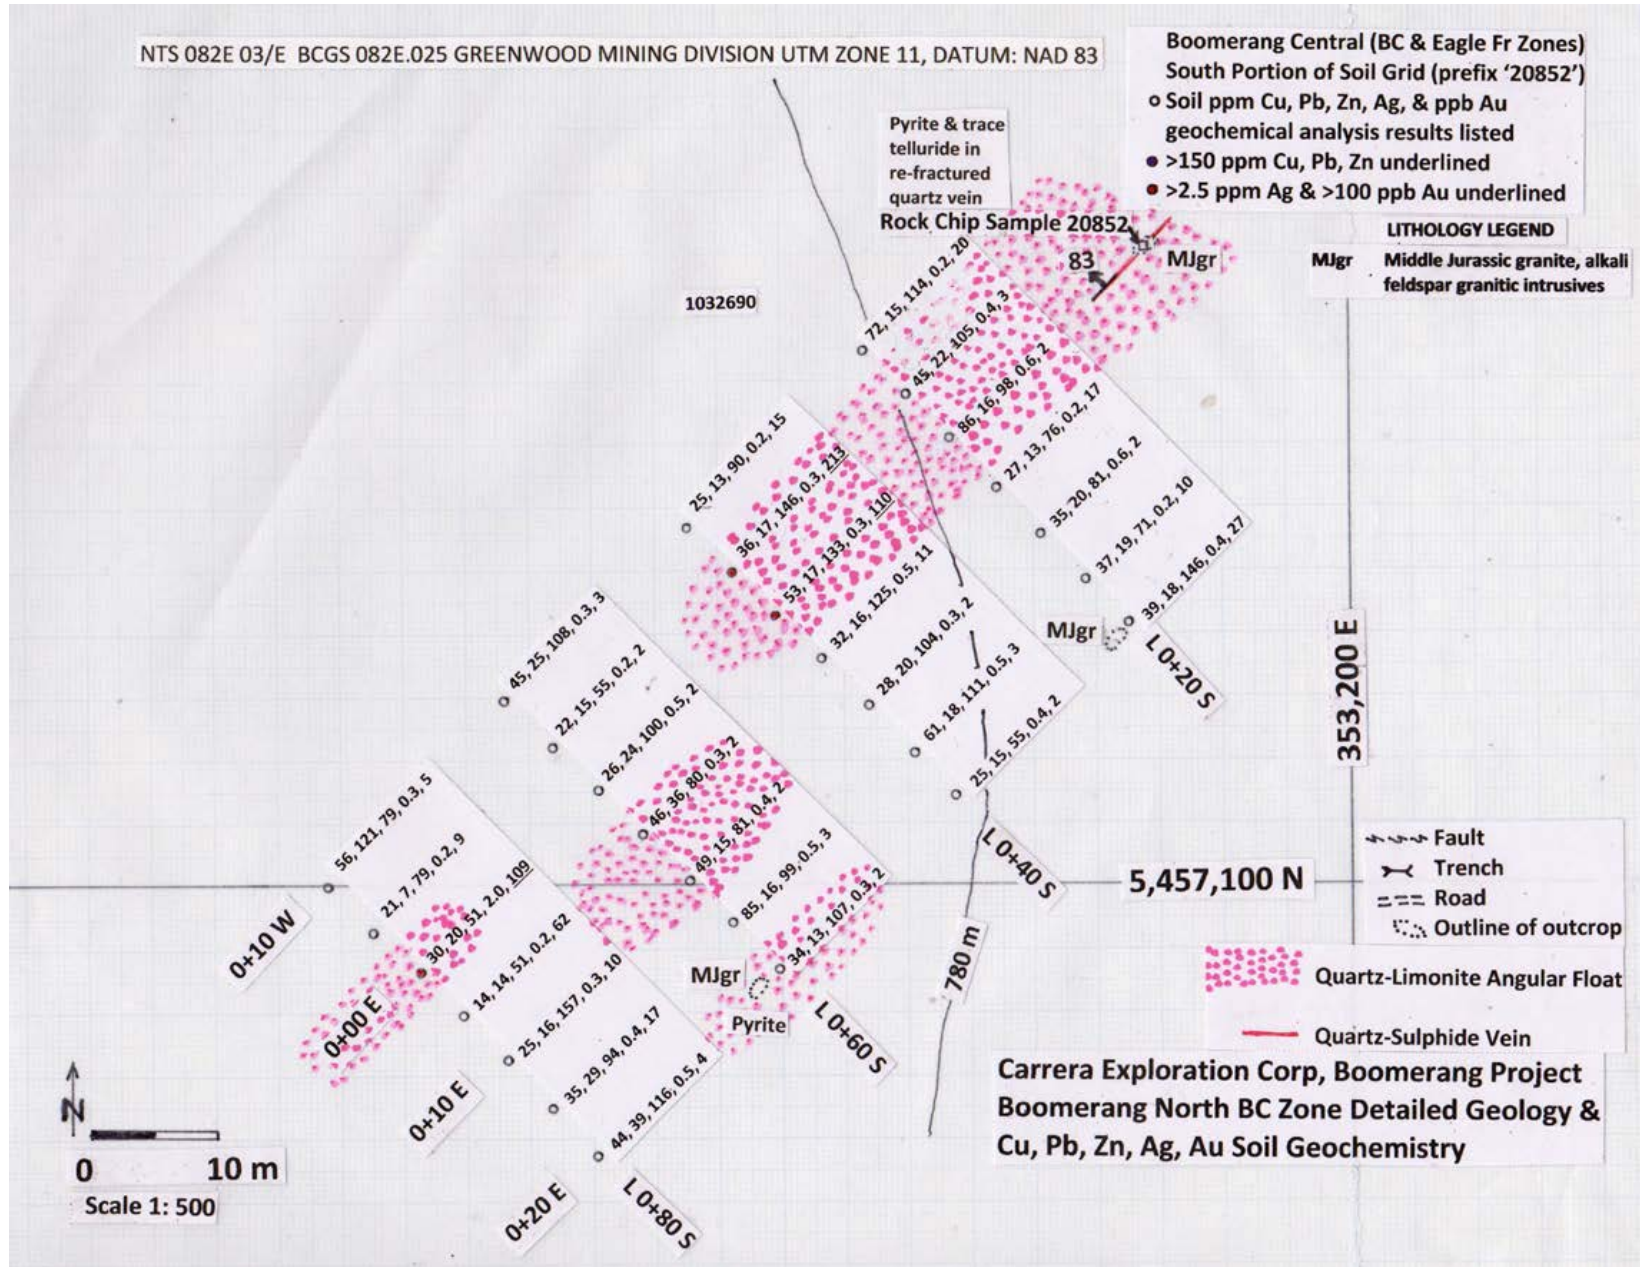 NTS 082E 03/E BCGS 082E.025 GREENWOOD MINING DIVISION UTM ZONE 11, DATUM: NAD 83
Boomerang Central (BC & Eagle Fr Zones)
South Portion of Soil Grid (prefix '20852')
Soil ppm Cu, Pb, Zn, Ag, & ppb Au
geochemical analysis results listed
>150 ppm Cu, Pb, Zn underlined
>2.5 ppm Ag & >100 ppb Au underlined
LITHOLOGY LEGEND
MJgr Middle Jurassic granite, alkali
feldspar granitic intrusives
Pyrite & trace
telluride in
re-fractured
quartz vein
Rock Chip Sample 20852
83
MJgr
1032690
72, 15, 114, 0.2, 20
45, 22, 105, 0.4, 3
86, 16, 98, 0.6, 2
27, 13, 76, 0.2, 17
35, 20, 81, 0.6, 2
37, 19, 71, 0.2, 10
39, 18, 146, 0.4, 27
MJgr
L 0+20 S
25, 13, 90, 0.2, 15
36, 17, 146, 0.3, 213
53, 17, 133, 0.3, 110
32, 16, 125, 0.5, 11
28, 20, 104, 0.3, 2
61, 18, 111, 0.5, 3
25, 15, 55, 0.4, 2
L 0+40 S
45, 25, 108, 0.3, 3
22, 15, 55, 0.2, 2
26, 24, 100, 0.5, 2
46, 36, 80, 0.3, 2
49, 15, 81, 0.4, 2
85, 16, 99, 0.5, 3
34, 13, 107, 0.3, 2
MJgr
Pyrite
L 0+60 S
56, 121, 79, 0.3, 5
21, 7, 79, 0.2, 9
30, 20, 51, 2.0, 109
14, 14, 51, 0.2, 62
25, 16, 157, 0.3, 10
35, 29, 94, 0.4, 17
44, 39, 116, 0.5, 4
L 0+80 S
0+10 W
0+00 E
0+10 E
0+20 E
780 m
353,200 E
5,457,100 N
Fault
Trench
Road
Outline of outcrop
Quartz-Limonite Angular Float
Quartz-Sulphide Vein
Carrera Exploration Corp, Boomerang Project
Boomerang North BC Zone Detailed Geology &
Cu, Pb, Zn, Ag, Au Soil Geochemistry
N
0 10 m
Scale 1: 500